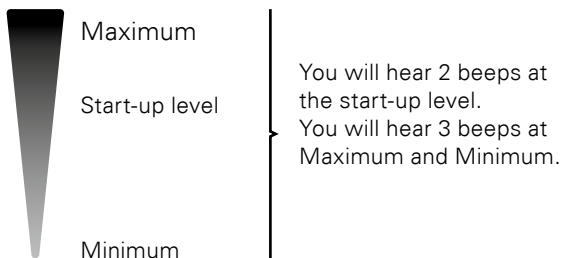 Maximum
Start-up level
Minimum
You will hear 2 beeps at
the start-up level.
You will hear 3 beeps at
Maximum and Minimum.